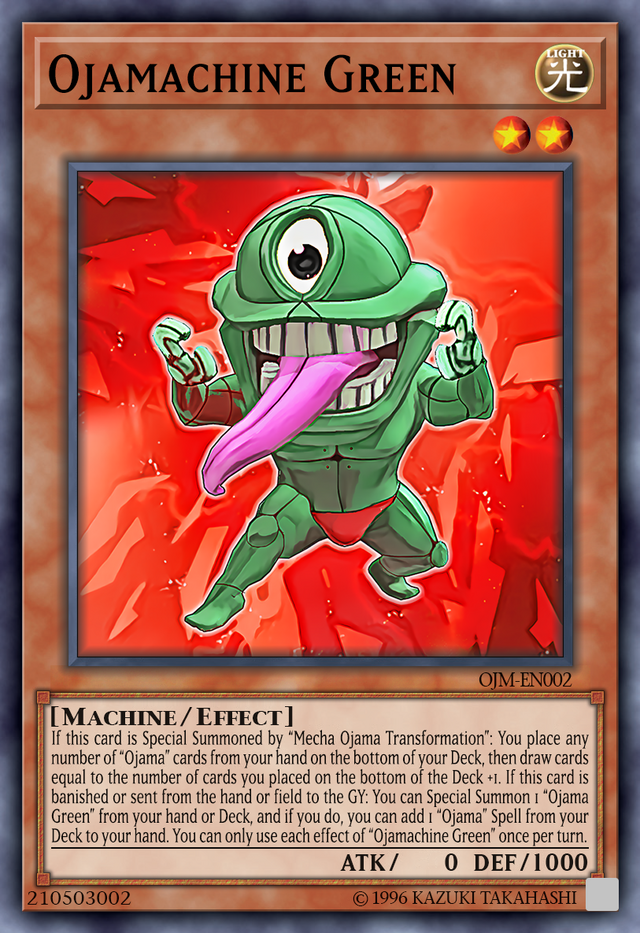 Ojamachine Green
LIGHT
光
OJM-EN002
[Machine/Effect]
If this card is Special Summoned by “Mecha Ojama Transformation”: You place any
number of “Ojama” cards from your hand on the bottom of your Deck, then draw cards
equal to the number of cards you placed on the bottom of the Deck +1. If this card is
banished or sent from the hand or field to the GY: You can Special Summon 1 “Ojama
Green” from your hand or Deck, and if you do, you can add 1 “Ojama” Spell from your
Deck to your hand. You can only use each effect of “Ojamachine Green” once per turn.
ATK/ 0 DEF/1000
210503002 © 1996 KAZUKI TAKAHASHI